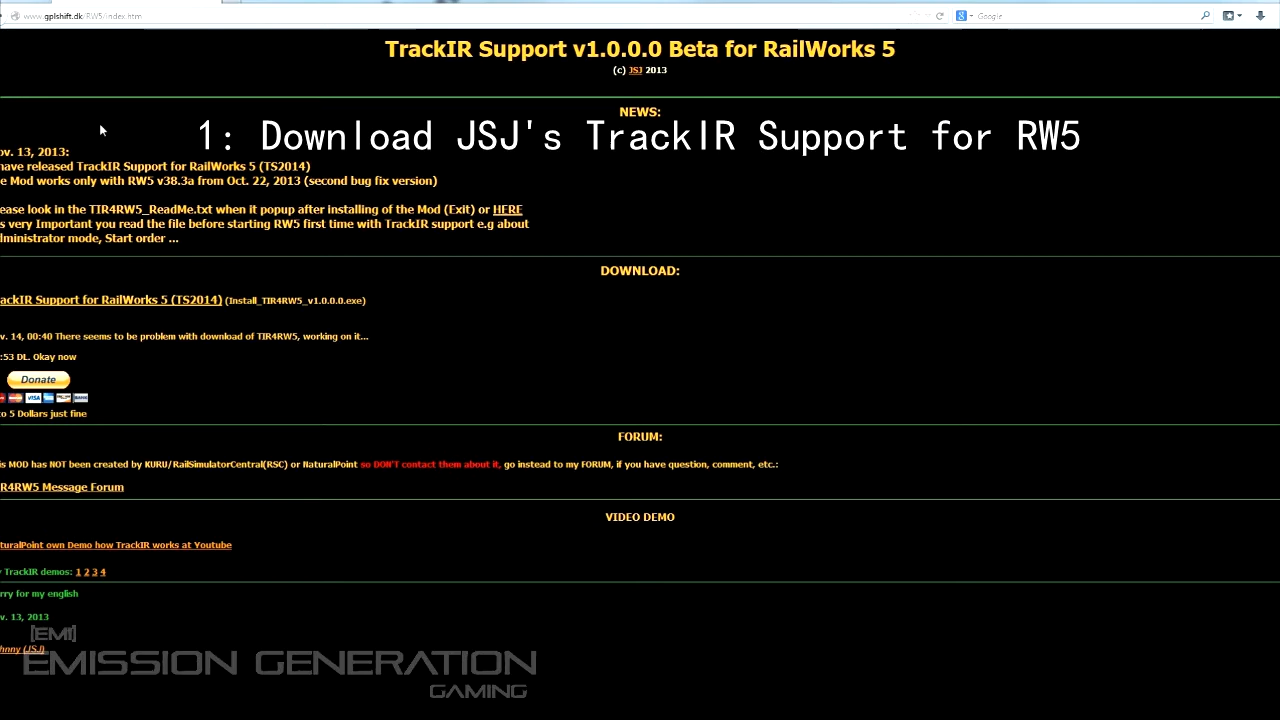 www.gplshift.dk/RW5/index.htm
Google
TrackIR Support v1.0.0.0 Beta for RailWorks 5
(c) JSJ 2013
NEWS:
1: Download JSJ's TrackIR Support for RW5
ov. 13, 2013:
have released TrackIR Support for RailWorks 5 (TS2014)
e Mod works only with RW5 v38.3a from Oct. 22, 2013 (second bug fix version)
ease look in the TIR4RW5_ReadMe.txt when it popup after installing of the Mod (Exit) or HERE
s very Important you read the file before starting RW5 first time with TrackIR support e.g about
dministrator mode, Start order ...
DOWNLOAD:
ackIR Support for RailWorks 5 (TS2014) (Install_TIR4RW5_v1.0.0.0.exe)
v. 14, 00:40 There seems to be problem with download of TIR4RW5, working on it...
:53 DL. Okay now
Donate
VISA
to 5 Dollars just fine
FORUM:
is MOD has NOT been created by KURU/RailSimulatorCentral(RSC) or NaturalPoint so DON'T contact them about it, go instead to my FORUM, if you have question, comment, etc.:
R4RW5 Message Forum
VIDEO DEMO
turalPoint own Demo how TrackIR works at Youtube
y TrackIR demos: 1 2 3 4
rry for my english
v. 13, 2013
[EMI]
hnny (JSJ)
EMISSION GENERATION
GAMING